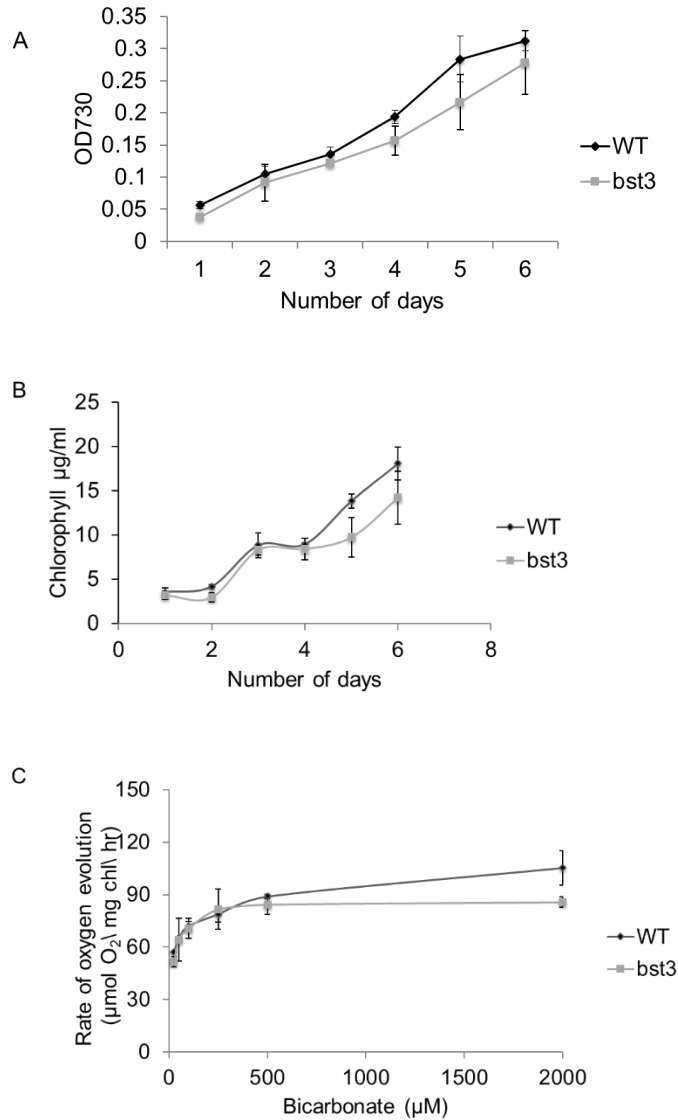 A
0.35
0.3
0.25
0.2
0.15
0.1
0.05
0
OD730
1 2 3 4 5 6
Number of days
WT
bst3
B
25
20
15
10
5
0
Chlorophyll µg/ml
0 2 4 6 8
Number of days
WT
bst3
C
150
120
90
60
30
0
Rate of oxygen evolution
(µmol O₂\ mg chl\ hr)
0 500 1000 1500 2000
Bicarbonate (µM)
WT
bst3